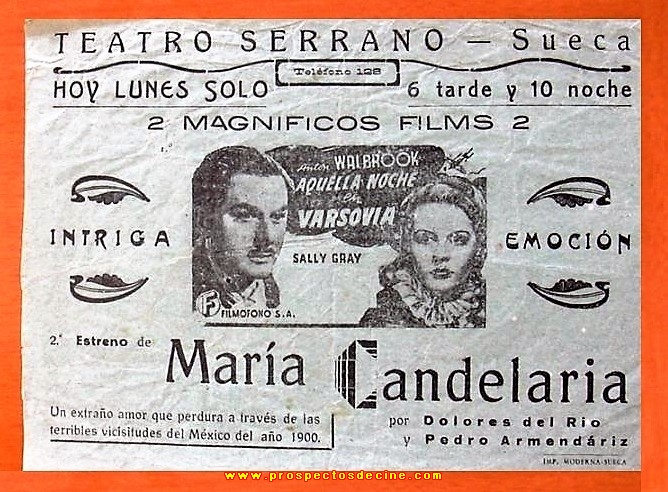 TEATRO SERRANO — Sueca
Teléfono 128
HOY LUNES SOLO
6 tarde y 10 noche
2 MAGNIFICOS FILMS 2
1.º
Anton WALBROOK
AQUELLA NOCHE
en
VARSOVIA
INTRIGA
EMOCIÓN
SALLY GRAY
F
FILMOFONO S.A.
2.º Estreno de
María Candelaria
Un extraño amor que perdura a través de las
terribles vicisitudes del México del año 1900.
por Dolores del Rio
y Pedro Armendáriz
IMP. MODERNA-SUECA
www.prospectosdecine.com